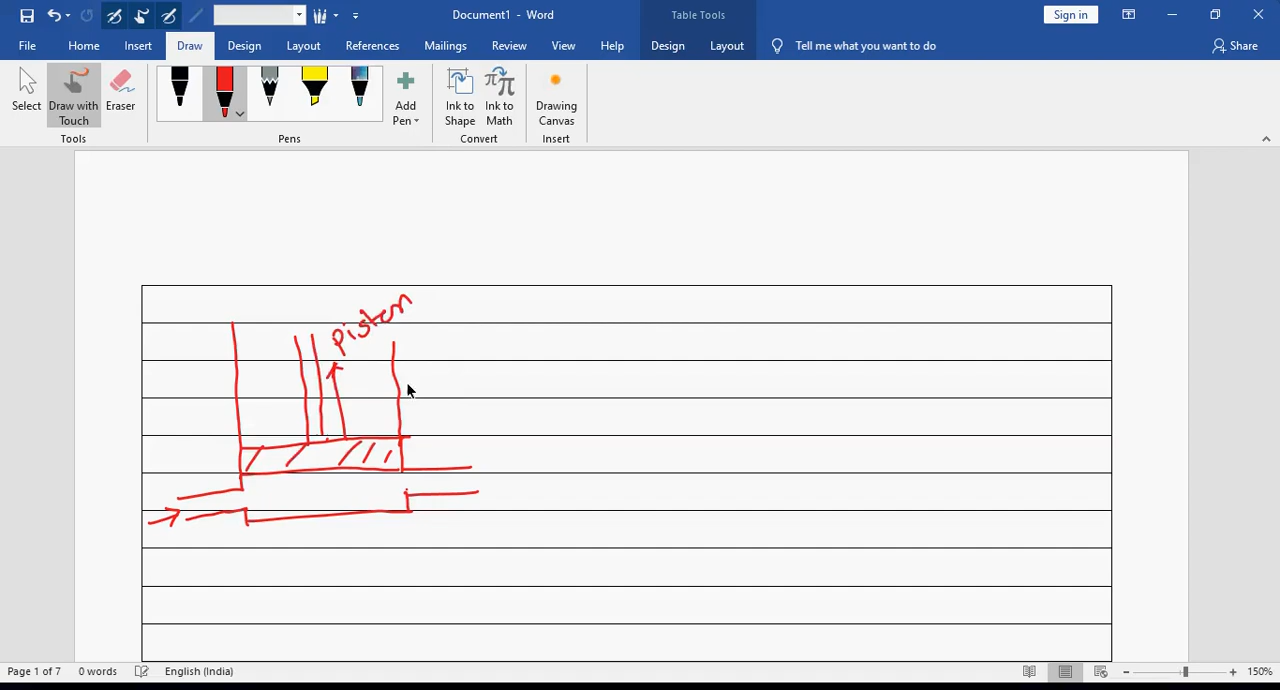 Document1 - Word
Table Tools
Sign in
File Home Insert Draw Design Layout References Mailings Review View Help Design Layout Tell me what you want to do Share
Select
Draw with Touch
Eraser
Add Pen
Ink to Shape
Ink to Math
Drawing Canvas
Tools
Pens
Convert
Insert
piston
Page 1 of 7 0 words English (India) 150%